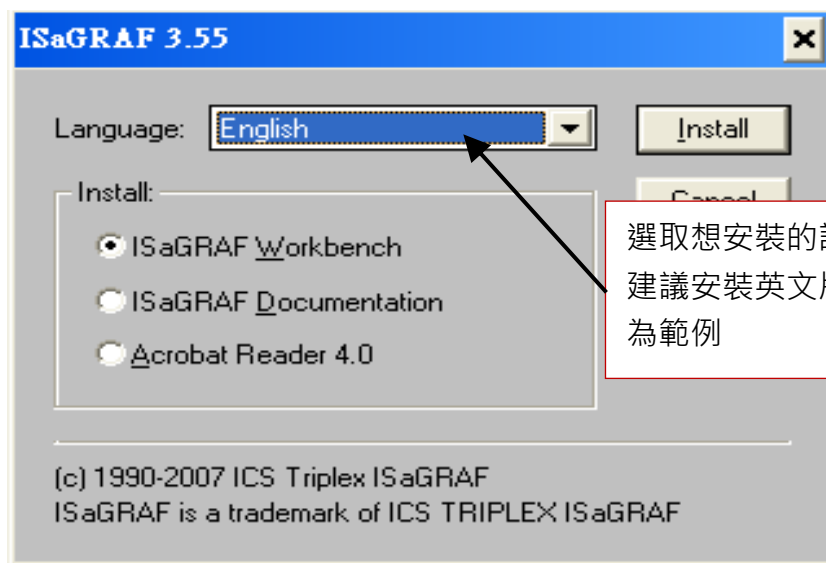 ISaGRAF 3.55
Language: English
Install
Install:
ISaGRAF Workbench
ISaGRAF Documentation
Acrobat Reader 4.0
選取想安裝的
建議安裝英文
為範例
(c) 1990-2007 ICS Triplex ISaGRAF
ISaGRAF is a trademark of ICS TRIPLEX ISaGRAF